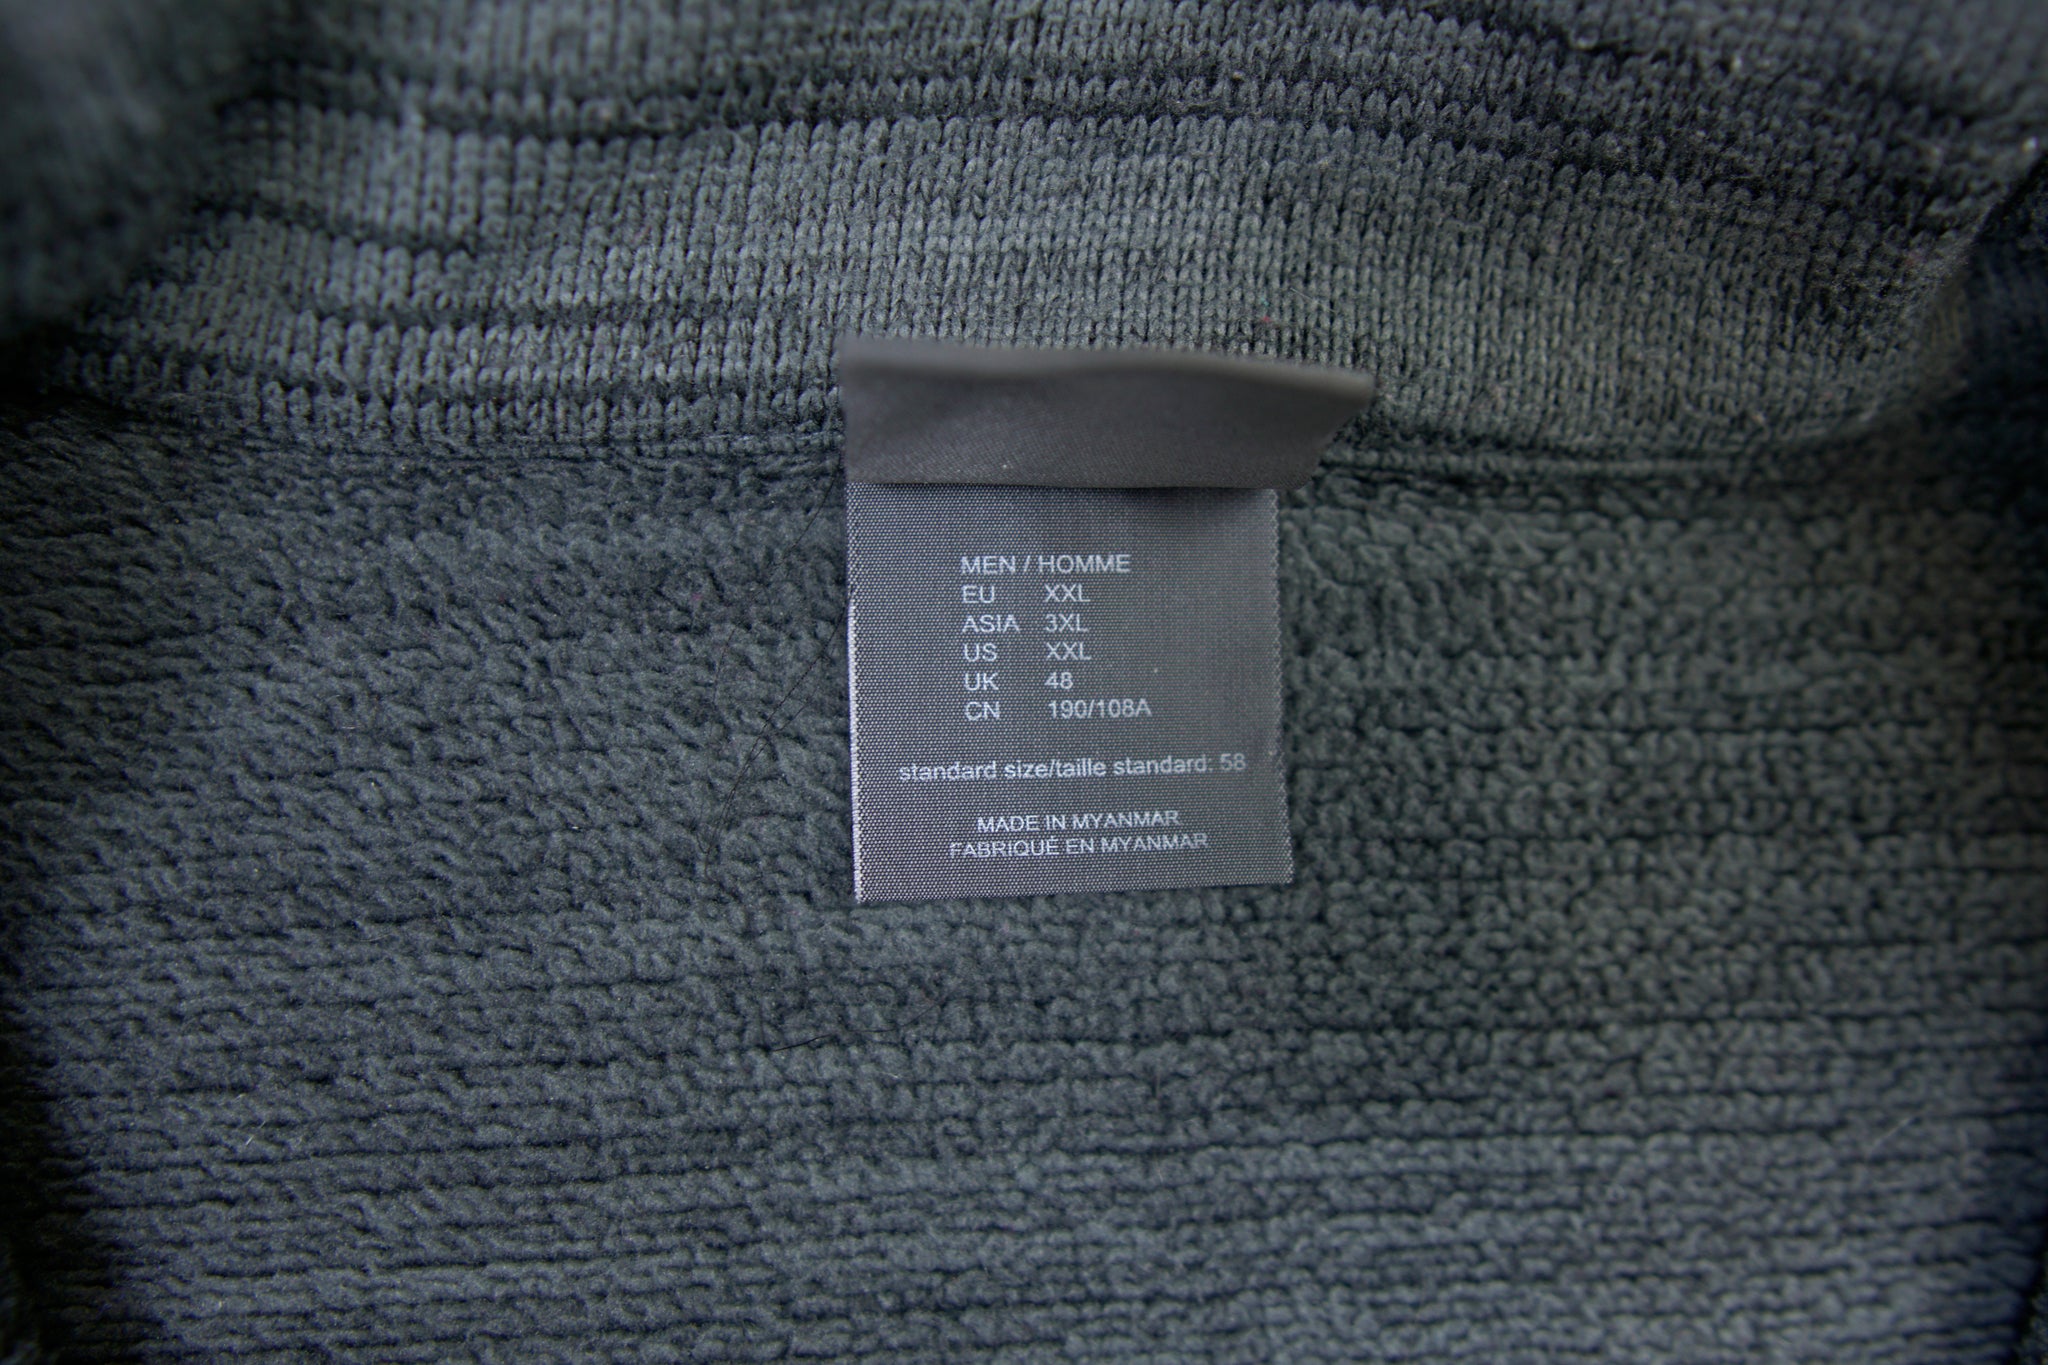 MEN / HOMME
EU XXL
ASIA 3XL
US XXL
UK 48
CN 190/108A
standard size/taille standard: 58
MADE IN MYANMAR
FABRIQUÉ EN MYANMAR